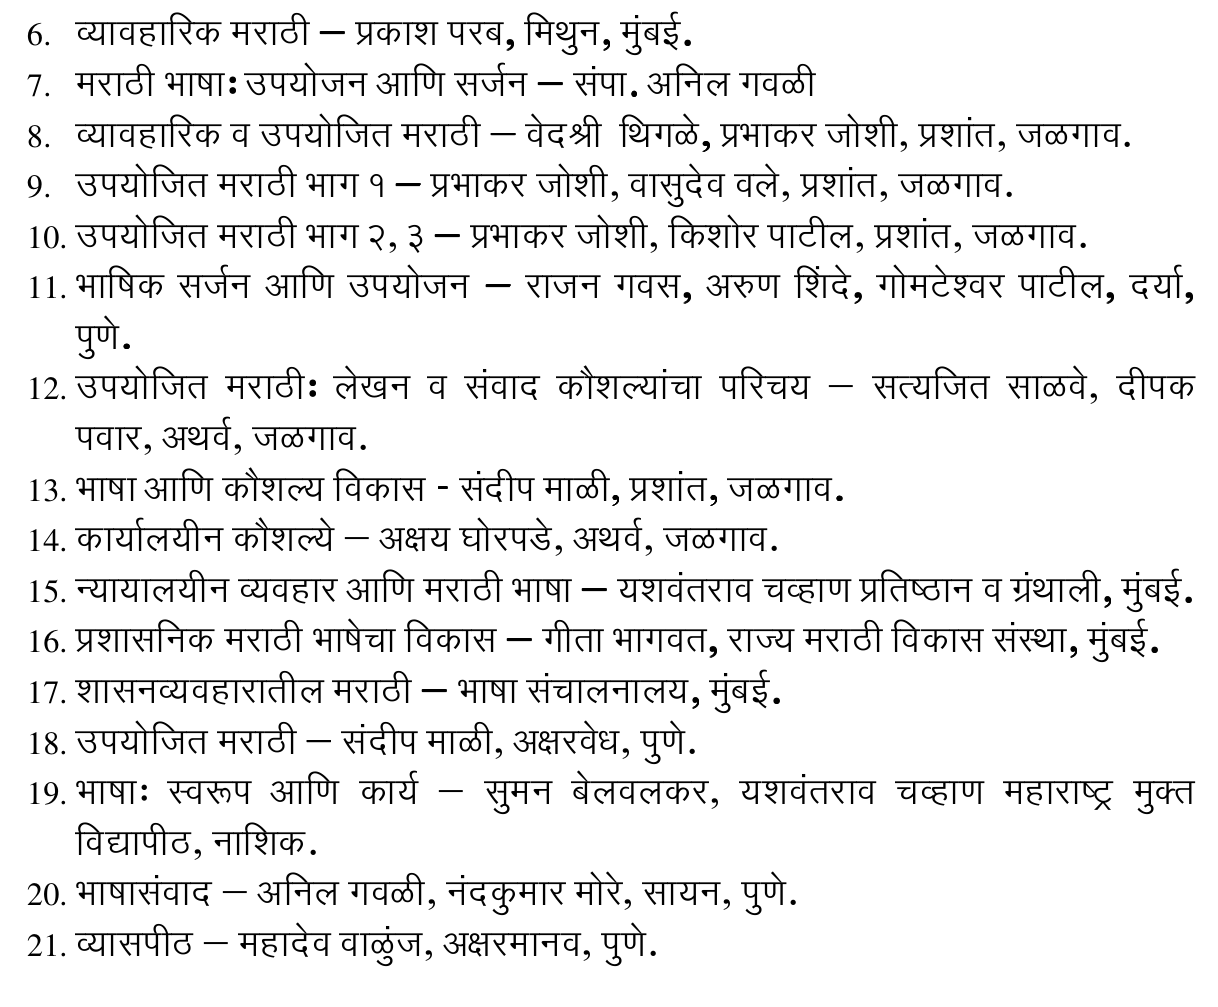 6. व्यावहारिक मराठी – प्रकाश परब, मिथुन, मुंबई.
7. मराठी भाषा: उपयोजन आणि सर्जन – संपा. अनिल गवळी
8. व्यावहारिक व उपयोजित मराठी – वेदश्री थिगळे, प्रभाकर जोशी, प्रशांत, जळगाव.
9. उपयोजित मराठी भाग १ – प्रभाकर जोशी, वासुदेव वले, प्रशांत, जळगाव.
10. उपयोजित मराठी भाग २, ३ – प्रभाकर जोशी, किशोर पाटील, प्रशांत, जळगाव.
11. भाषिक सर्जन आणि उपयोजन – राजन गवस, अरुण शिंदे, गोमटेश्वर पाटील, दर्या,
पुणे.
12. उपयोजित मराठी: लेखन व संवाद कौशल्यांचा परिचय – सत्यजित साळवे, दीपक
पवार, अथर्व, जळगाव.
13. भाषा आणि कौशल्य विकास - संदीप माळी, प्रशांत, जळगाव.
14. कार्यालयीन कौशल्ये – अक्षय घोरपडे, अथर्व, जळगाव.
15. न्यायालयीन व्यवहार आणि मराठी भाषा – यशवंतराव चव्हाण प्रतिष्ठान व ग्रंथाली, मुंबई.
16. प्रशासनिक मराठी भाषेचा विकास – गीता भागवत, राज्य मराठी विकास संस्था, मुंबई.
17. शासनव्यवहारातील मराठी – भाषा संचालनालय, मुंबई.
18. उपयोजित मराठी – संदीप माळी, अक्षरवेध, पुणे.
19. भाषा: स्वरूप आणि कार्य – सुमन बेलवलकर, यशवंतराव चव्हाण महाराष्ट्र मुक्त
विद्यापीठ, नाशिक.
20. भाषासंवाद – अनिल गवळी, नंदकुमार मोरे, सायन, पुणे.
21. व्यासपीठ – महादेव वाळुंज, अक्षरमानव, पुणे.